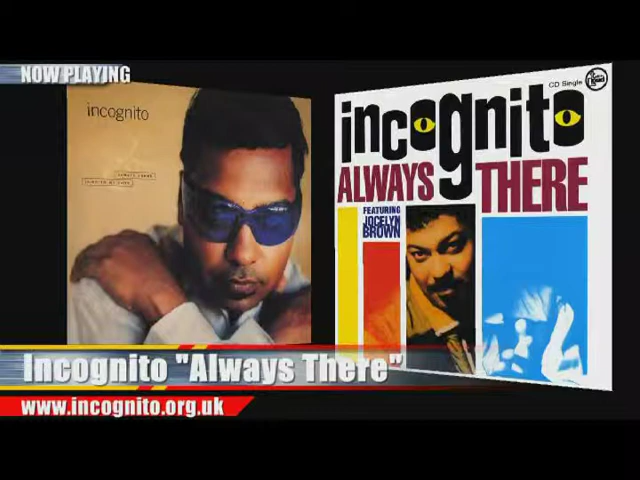 NOW PLAYING
incognito
CD Single
incognito
ALWAYS THERE
FEATURING
JOCELYN
BROWN
Incognito "Always There"
www.incognito.org.uk